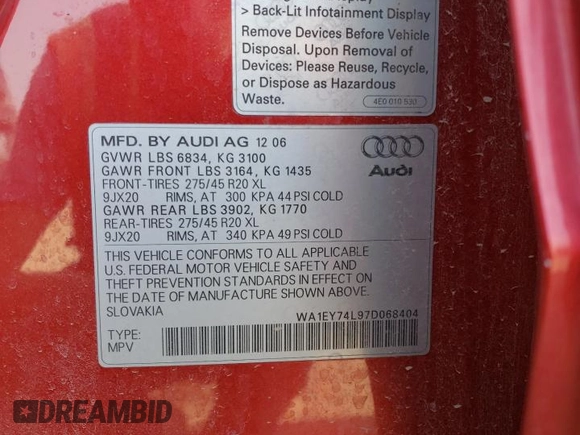 > Back-Lit Infotainment Display
Remove Devices Before Vehicle
Disposal. Upon Removal of
Devices: Please Reuse, Recycle,
or Dispose as Hazardous
Waste.
4E0 010 530
MFD. BY AUDI AG 12 06
GVWR LBS 6834, KG 3100
GAWR FRONT LBS 3164, KG 1435
FRONT-TIRES 275/45 R20 XL
9JX20 RIMS, AT 300 KPA 44 PSI COLD
GAWR REAR LBS 3902, KG 1770
REAR-TIRES 275/45 R20 XL
9JX20 RIMS, AT 340 KPA 49 PSI COLD
Audi
THIS VEHICLE CONFORMS TO ALL APPLICABLE
U.S. FEDERAL MOTOR VEHICLE SAFETY AND
THEFT PREVENTION STANDARDS IN EFFECT ON
THE DATE OF MANUFACTURE SHOWN ABOVE.
SLOVAKIA
WA1EY74L97D068404
TYPE:
MPV
DREAMBID